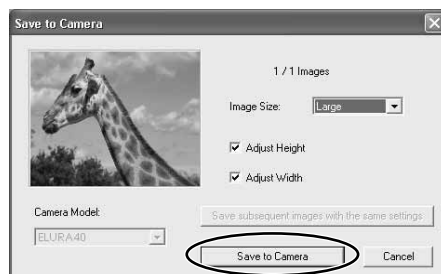 Save to Camera
1 / 1 Images
Image Size: Large
Adjust Height
Adjust Width
Camera Model:
Save subsequent images with the same settings
ELURA40
Save to Camera
Cancel